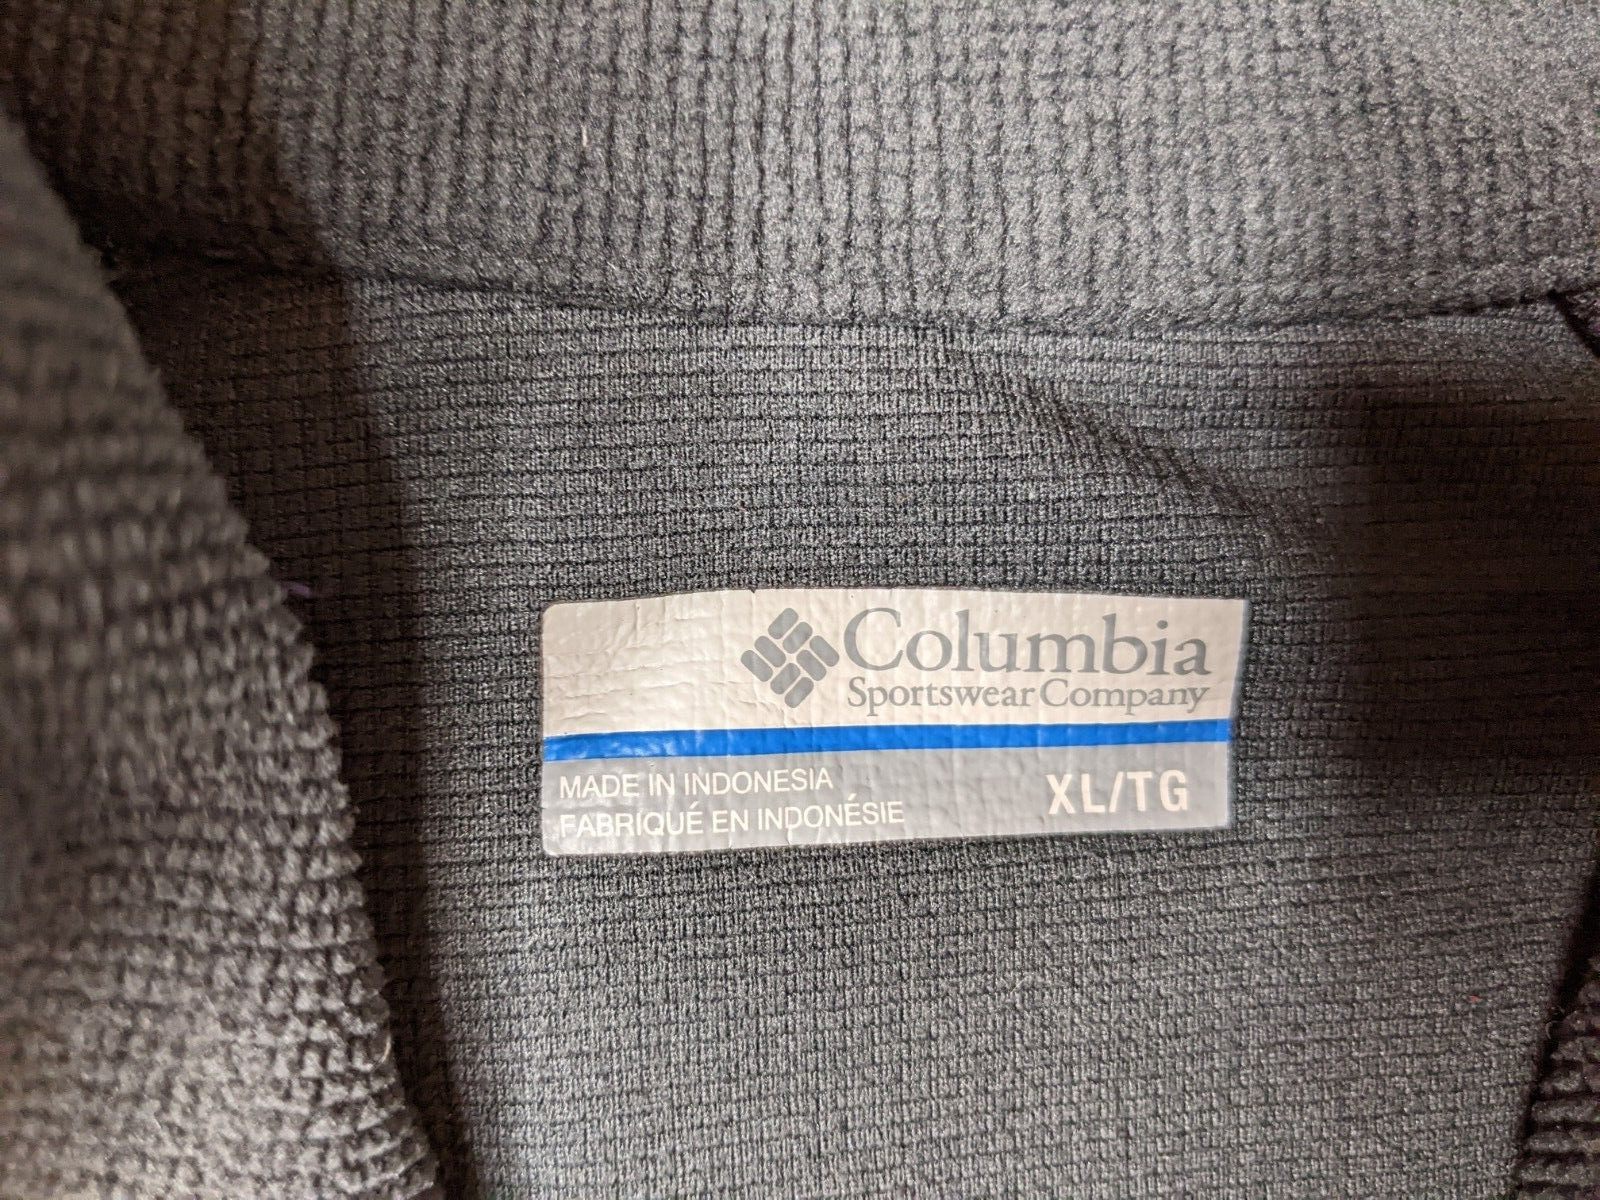 Columbia
Sportswear Company
MADE IN INDONESIA
FABRIQUÉ EN INDONÉSIE
XL/TG